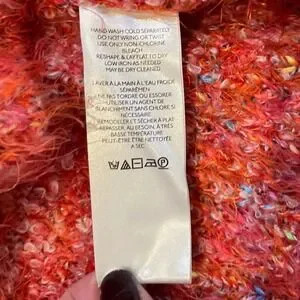 HAND WASH COLD SEPARATELY
DO NOT WRING OR TWIST
USE ONLY NON-CHLORINE
BLEACH
RESHAPE & LAY FLAT TO DRY
LOW IRON AS NEEDED
MAY BE DRY CLEANED
LAVER À LA MAIN À L'EAU FROIDE
SÉPARÉMEN
NE PAS TORDRE OU ESSORER
UTILISER UN AGENT DE
BLANCHIMENT SANS CHLORE SI
NÉCESSAIRE
REMODELER ET SÉCHER À PLAT
REPASSER, AU BESOIN, À TRÈS
BASSE TEMPÉRATURE
PEUT-ÊTRE ÊTRE NETTOYÉ
A SEC